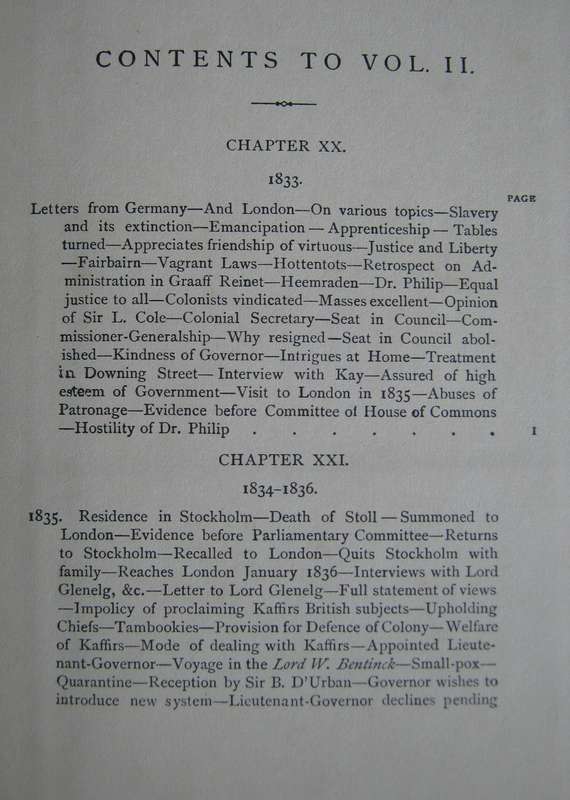 CONTENTS TO VOL. II.
CHAPTER XX.
1833.
PAGE
Letters from Germany—And London—On various topics—Slavery
and its extinction—Emancipation — Apprenticeship — Tables
turned—Appreciates friendship of virtuous—Justice and Liberty
—Fairbairn—Vagrant Laws—Hottentots—Retrospect on Ad-
ministration in Graaff Reinet—Heemraden—Dr. Philip—Equal
justice to all—Colonists vindicated—Masses excellent—Opinion
of Sir L. Cole—Colonial Secretary—Seat in Council—Com-
missioner-Generalship—Why resigned—Seat in Council abol-
ished—Kindness of Governor—Intrigues at Home—Treatment
in Downing Street—Interview with Kay—Assured of high
esteem of Government—Visit to London in 1835—Abuses of
Patronage—Evidence before Committee of House of Commons
—Hostility of Dr. Philip . . . . . . . 1
CHAPTER XXI.
1834–1836.
1835. Residence in Stockholm—Death of Stoll—Summoned to
London—Evidence before Parliamentary Committee—Returns
to Stockholm—Recalled to London—Quits Stockholm with
family—Reaches London January 1836—Interviews with Lord
Glenelg, &c.—Letter to Lord Glenelg—Full statement of views
—Impolicy of proclaiming Kaffirs British subjects—Upholding
Chiefs—Tambookies—Provision for Defence of Colony—Welfare
of Kaffirs—Mode of dealing with Kaffirs—Appointed Lieute-
nant-Governor—Voyage in the Lord W. Bentinck—Small-pox—
Quarantine—Reception by Sir B. D'Urban—Governor wishes to
introduce new system—Lieutenant-Governor declines pending